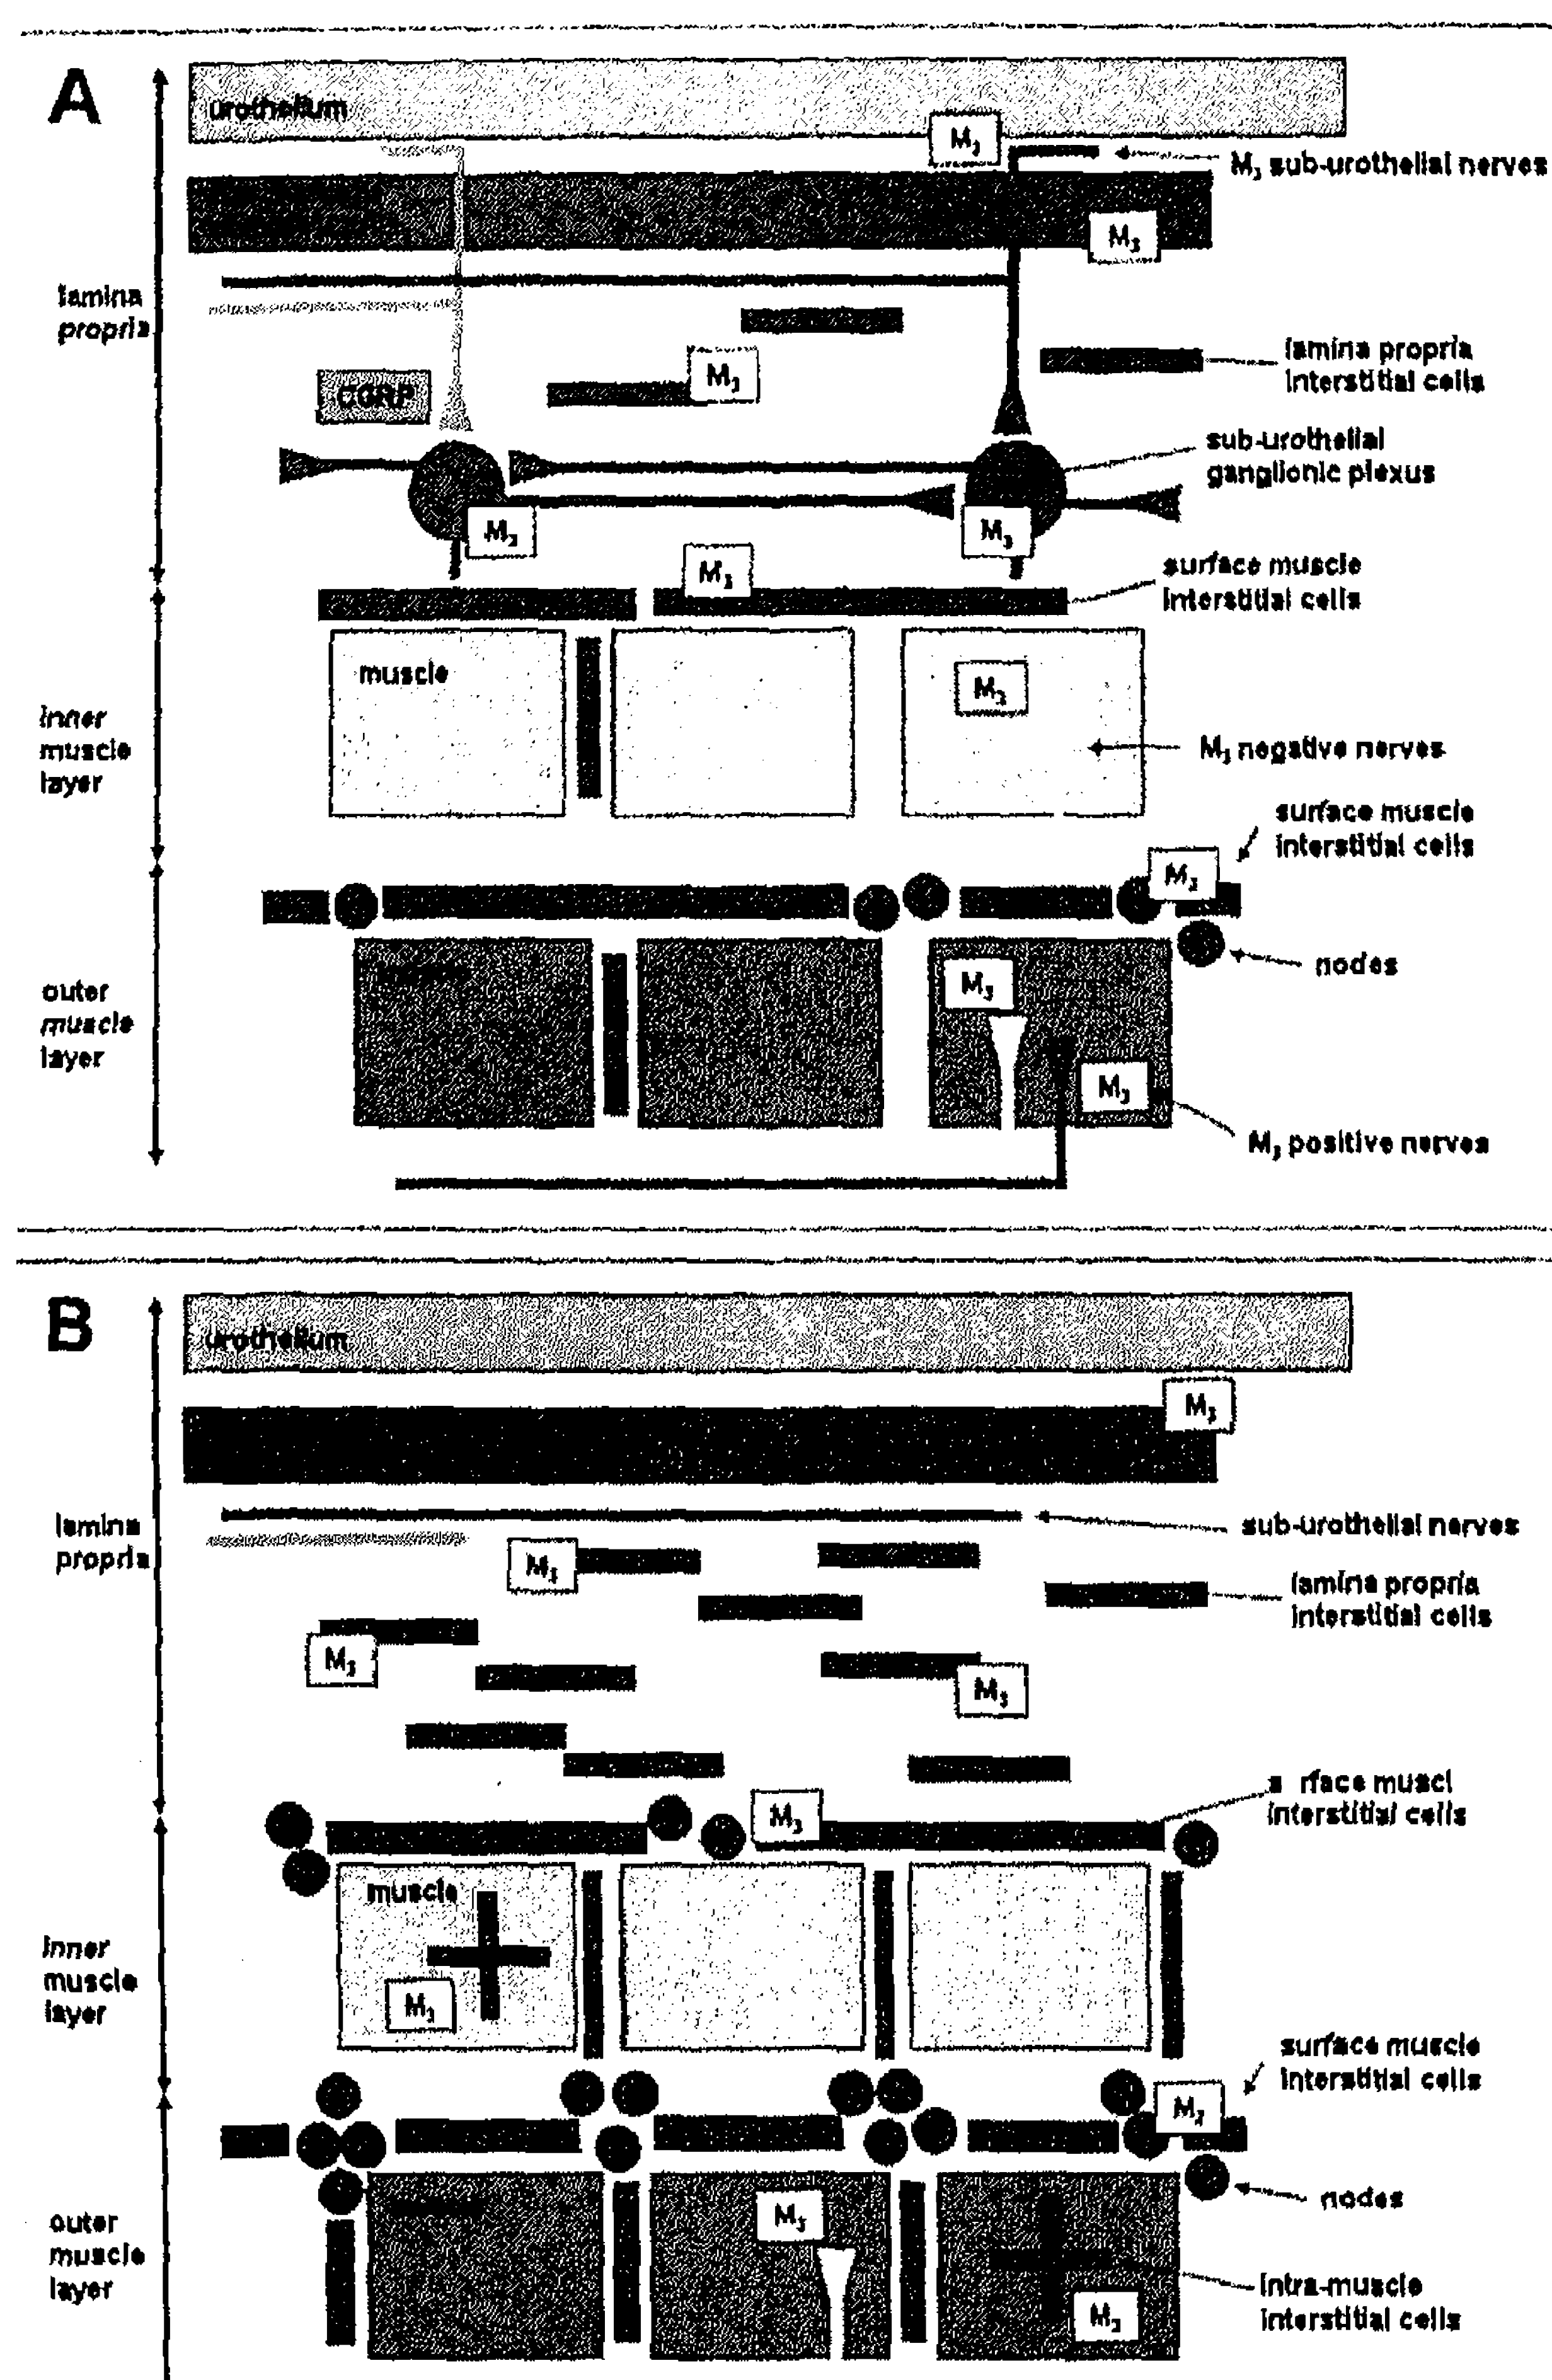 A
urothelium
M3
M3 sub-urothelial nerves
M3
lamina
propria
lamina propria
interstitial cells
M3
CGRP
sub-urothelial
ganglionic plexus
M3
M3
M3
surface muscle
interstitial cells
muscle
M3
inner
muscle
layer
M3 negative nerves
surface muscle
interstitial cells
M3
nodes
M3
outer
muscle
layer
M3
M3 positive nerves
B
urothelium
M3
lamina
propria
sub-urothelial nerves
M3
lamina propria
interstitial cells
M3
M3
s rface muscl
interstitial cells
M3
muscle
inner
muscle
layer
M3
surface muscle
interstitial cells
M3
nodes
M3
outer
muscle
layer
intra-muscle
interstitial cells
M3